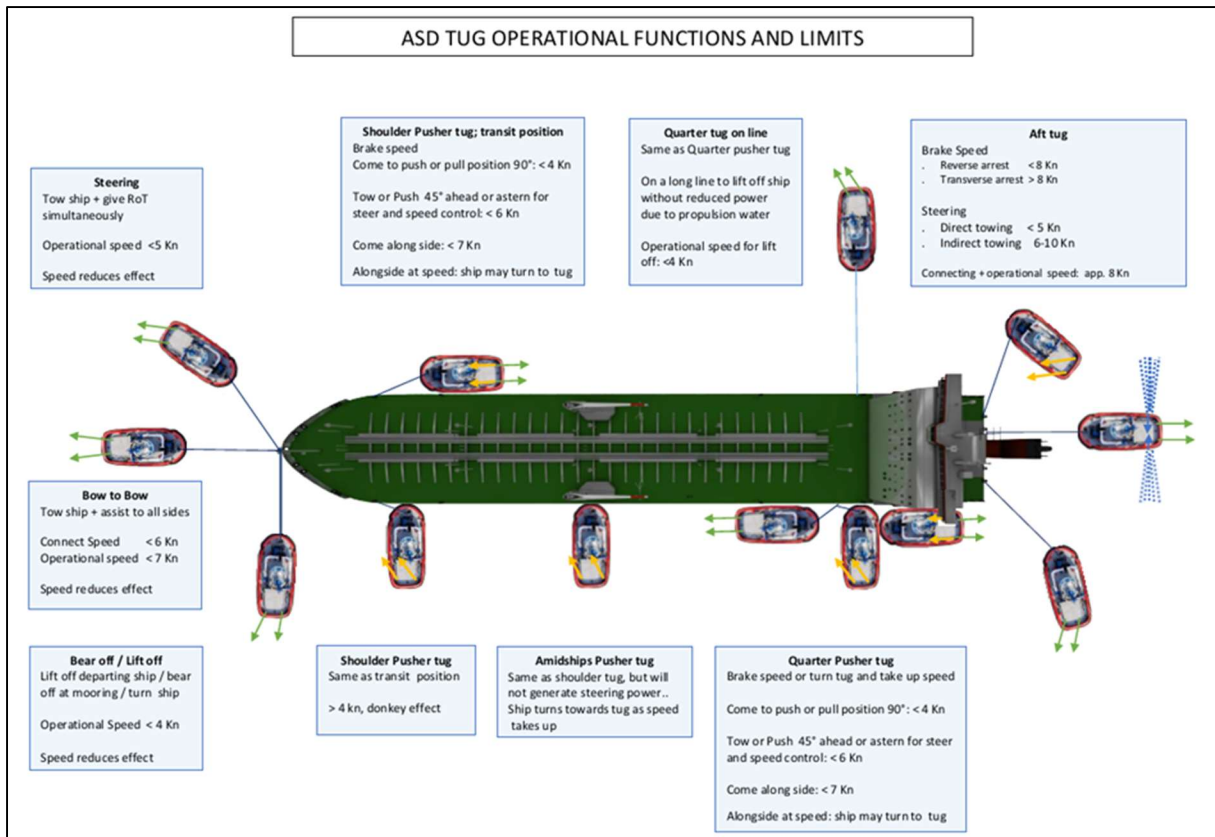 ASD TUG OPERATIONAL FUNCTIONS AND LIMITS
Steering
Tow ship + give RoT
simultaneously
Operational speed <5 Kn
Speed reduces effect
Shoulder Pusher tug; transit position
Brake speed
Come to push or pull position 90°: < 4 Kn
Tow or Push 45° ahead or astern for
steer and speed control: < 6 Kn
Come along side: < 7 Kn
Alongside at speed: ship may turn to tug
Quarter tug on line
Same as Quarter pusher tug
On a long line to lift off ship
without reduced power
due to propulsion water
Operational speed for lift
off: <4 Kn
Aft tug
Brake Speed
. Reverse arrest <8 Kn
. Transverse arrest > 8 Kn
Steering
. Direct towing < 5 Kn
. Indirect towing 6-10 Kn
Connecting + operational speed: app. 8 Kn
Bow to Bow
Tow ship + assist to all sides
Connect Speed < 6 Kn
Operational speed < 7 Kn
Speed reduces effect
Bear off / Lift off
Lift off departing ship / bear
off at mooring / turn ship
Operational Speed < 4 Kn
Speed reduces effect
Shoulder Pusher tug
Same as transit position
> 4 kn, donkey effect
Amidships Pusher tug
Same as shoulder tug, but will
not generate steering power..
Ship turns towards tug as speed
takes up
Quarter Pusher tug
Brake speed or turn tug and take up speed
Come to push or pull position 90°: < 4 Kn
Tow or Push 45° ahead or astern for steer
and speed control: < 6 Kn
Come along side: < 7 Kn
Alongside at speed: ship may turn to tug